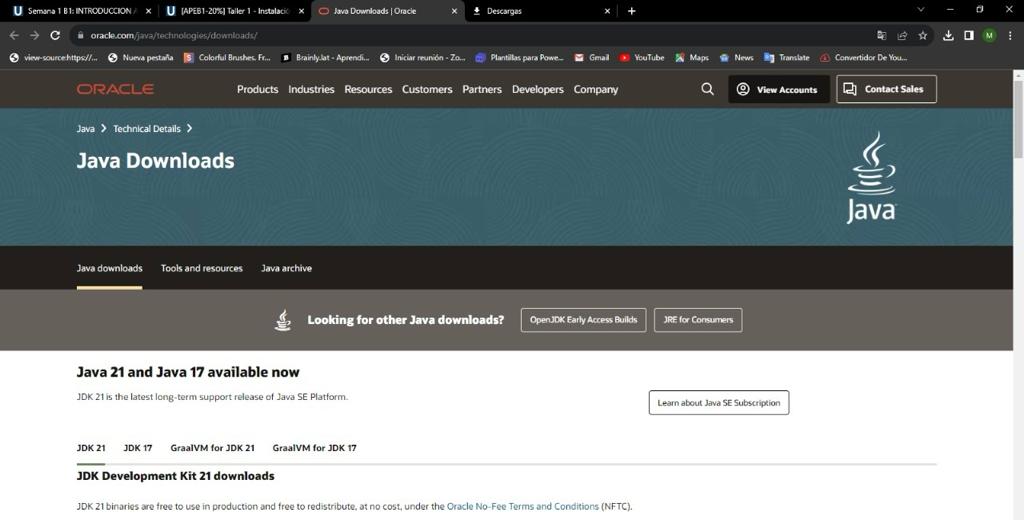 Semana 1 B1: INTRODUCCION A
[APEB1-20%] Taller 1 - Instalació
Java Downloads | Oracle
Descargas
oracle.com/java/technologies/downloads/
M
view-source:https://...
Nueva pestaña
Colorful Brushes. Fr...
Brainly.lat - Aprendi...
Iniciar reunión - Zo...
Plantillas para Powe...
Gmail
YouTube
Maps
News
Translate
Convertidor De You...
ORACLE
Products Industries Resources Customers Partners Developers Company
View Accounts
Contact Sales
Java Technical Details
Java Downloads
Java
Java downloads Tools and resources Java archive
Looking for other Java downloads?
OpenJDK Early Access Builds
JRE for Consumers
Java 21 and Java 17 available now
JDK 21 is the latest long-term support release of Java SE Platform.
Learn about Java SE Subscription
JDK 21 JDK 17 GraalVM for JDK 21 GraalVM for JDK 17
JDK Development Kit 21 downloads
JDK 21 binaries are free to use in production and free to redistribute, at no cost, under the Oracle No-Fee Terms and Conditions (NFTC).